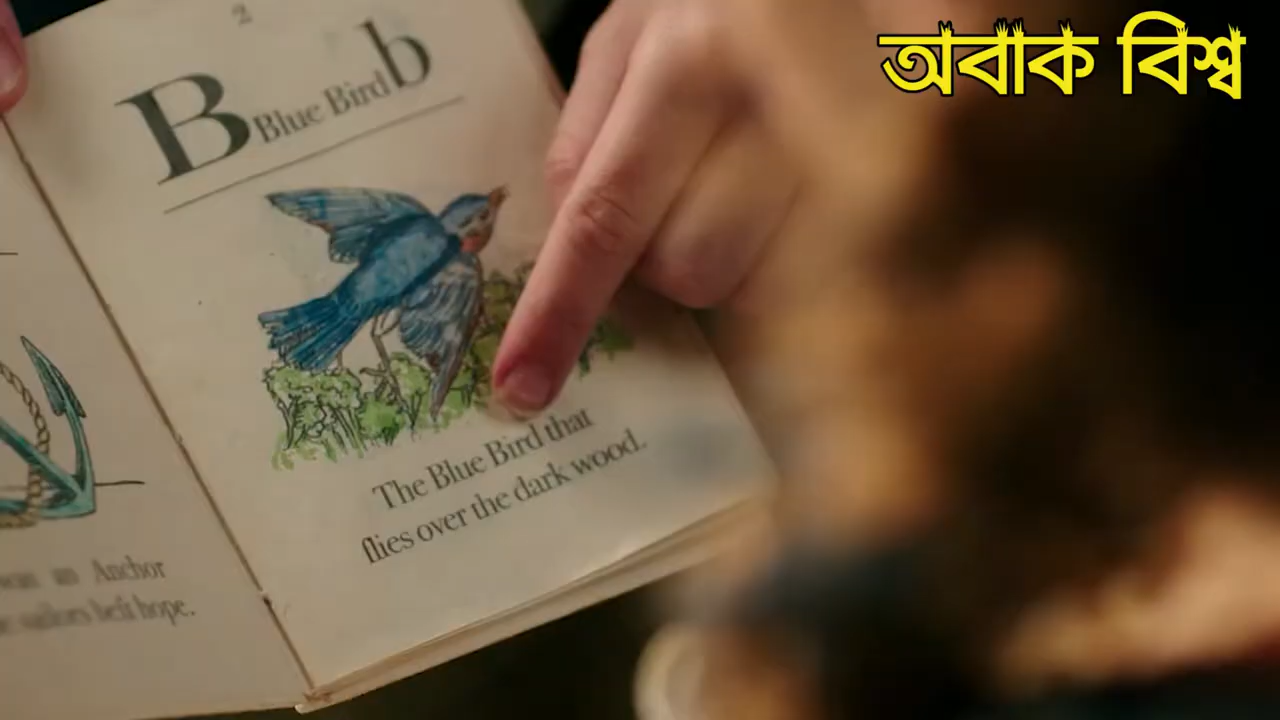 অবাক বিশ্ব
2
B Blue Bird b
The Blue Bird that
flies over the dark wood.
Anchor
hope.